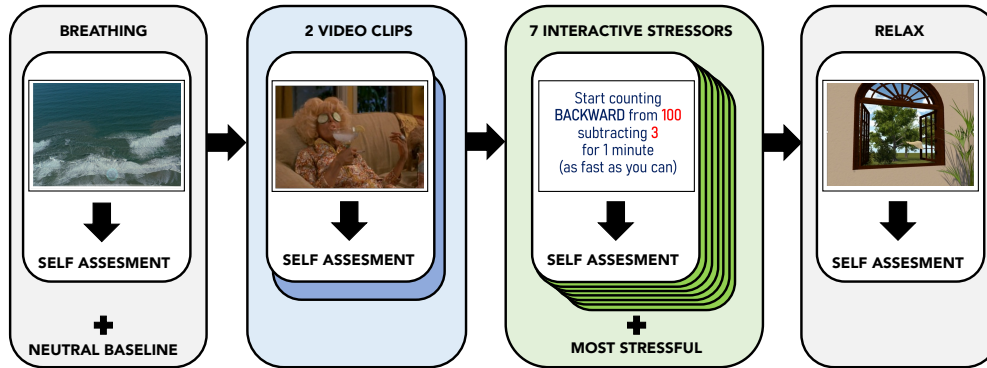 BREATHING
SELF ASSESMENT
NEUTRAL BASELINE
2 VIDEO CLIPS
SELF ASSESMENT
7 INTERACTIVE STRESSORS
Start counting
BACKWARD from 100
subtracting 3
for 1 minute
(as fast as you can)
SELF ASSESMENT
MOST STRESSFUL
RELAX
SELF ASSESMENT